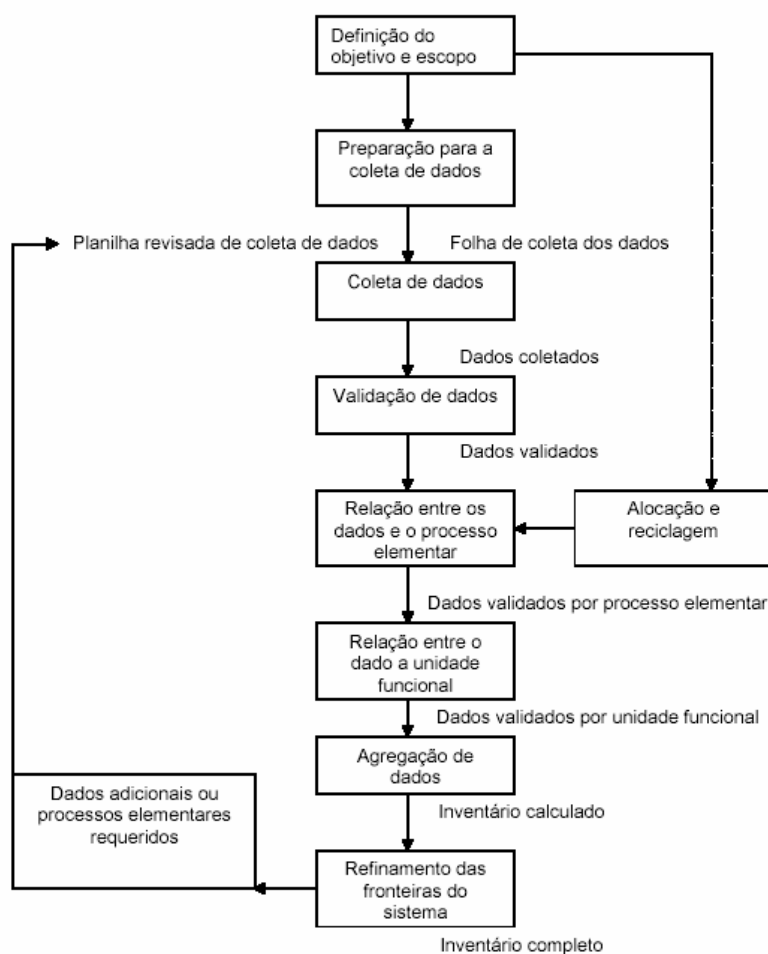 Definição do
objetivo e escopo
Preparação para a
coleta de dados
Planilha revisada de coleta de dados
Folha de coleta dos dados
Coleta de dados
Dados coletados
Validação de dados
Dados validados
Relação entre os
dados e o processo
elementar
Alocação e
reciclagem
Dados validados por processo elementar
Relação entre o
dado a unidade
funcional
Dados validados por unidade funcional
Agregação de
dados
Inventário calculado
Dados adicionais ou
processos elementares
requeridos
Refinamento das
fronteiras do
sistema
Inventário completo